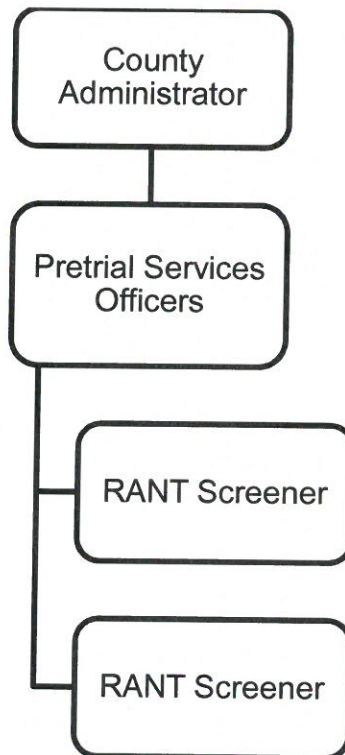 County
Administrator
Pretrial Services
Officers
RANT Screener
RANT Screener